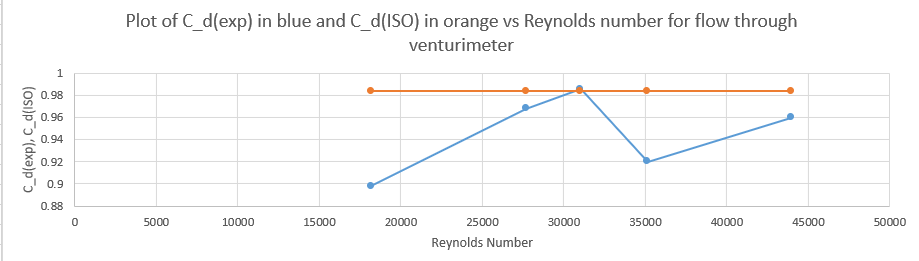 Plot of C_d(exp) in blue and C_d(ISO) in orange vs Reynolds number for flow through
venturimeter
C_d(exp), C_d(ISO)
1
0.98
0.96
0.94
0.92
0.9
0.88
0 5000 10000 15000 20000 25000 30000 35000 40000 45000 50000
Reynolds Number